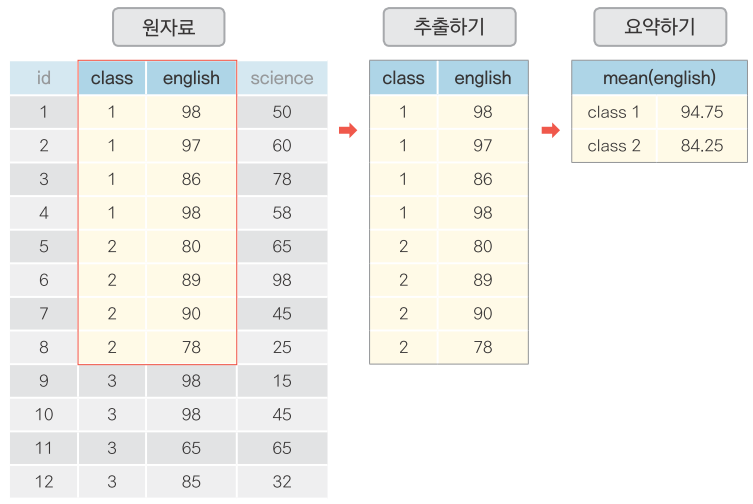 원자료
id class english science
1 1 98 50
2 1 97 60
3 1 86 78
4 1 98 58
5 2 80 65
6 2 89 98
7 2 90 45
8 2 78 25
9 3 98 15
10 3 98 45
11 3 65 65
12 3 85 32
추출하기
class english
1 98
1 97
1 86
1 98
2 80
2 89
2 90
2 78
요약하기
mean(english)
class 1 94.75
class 2 84.25